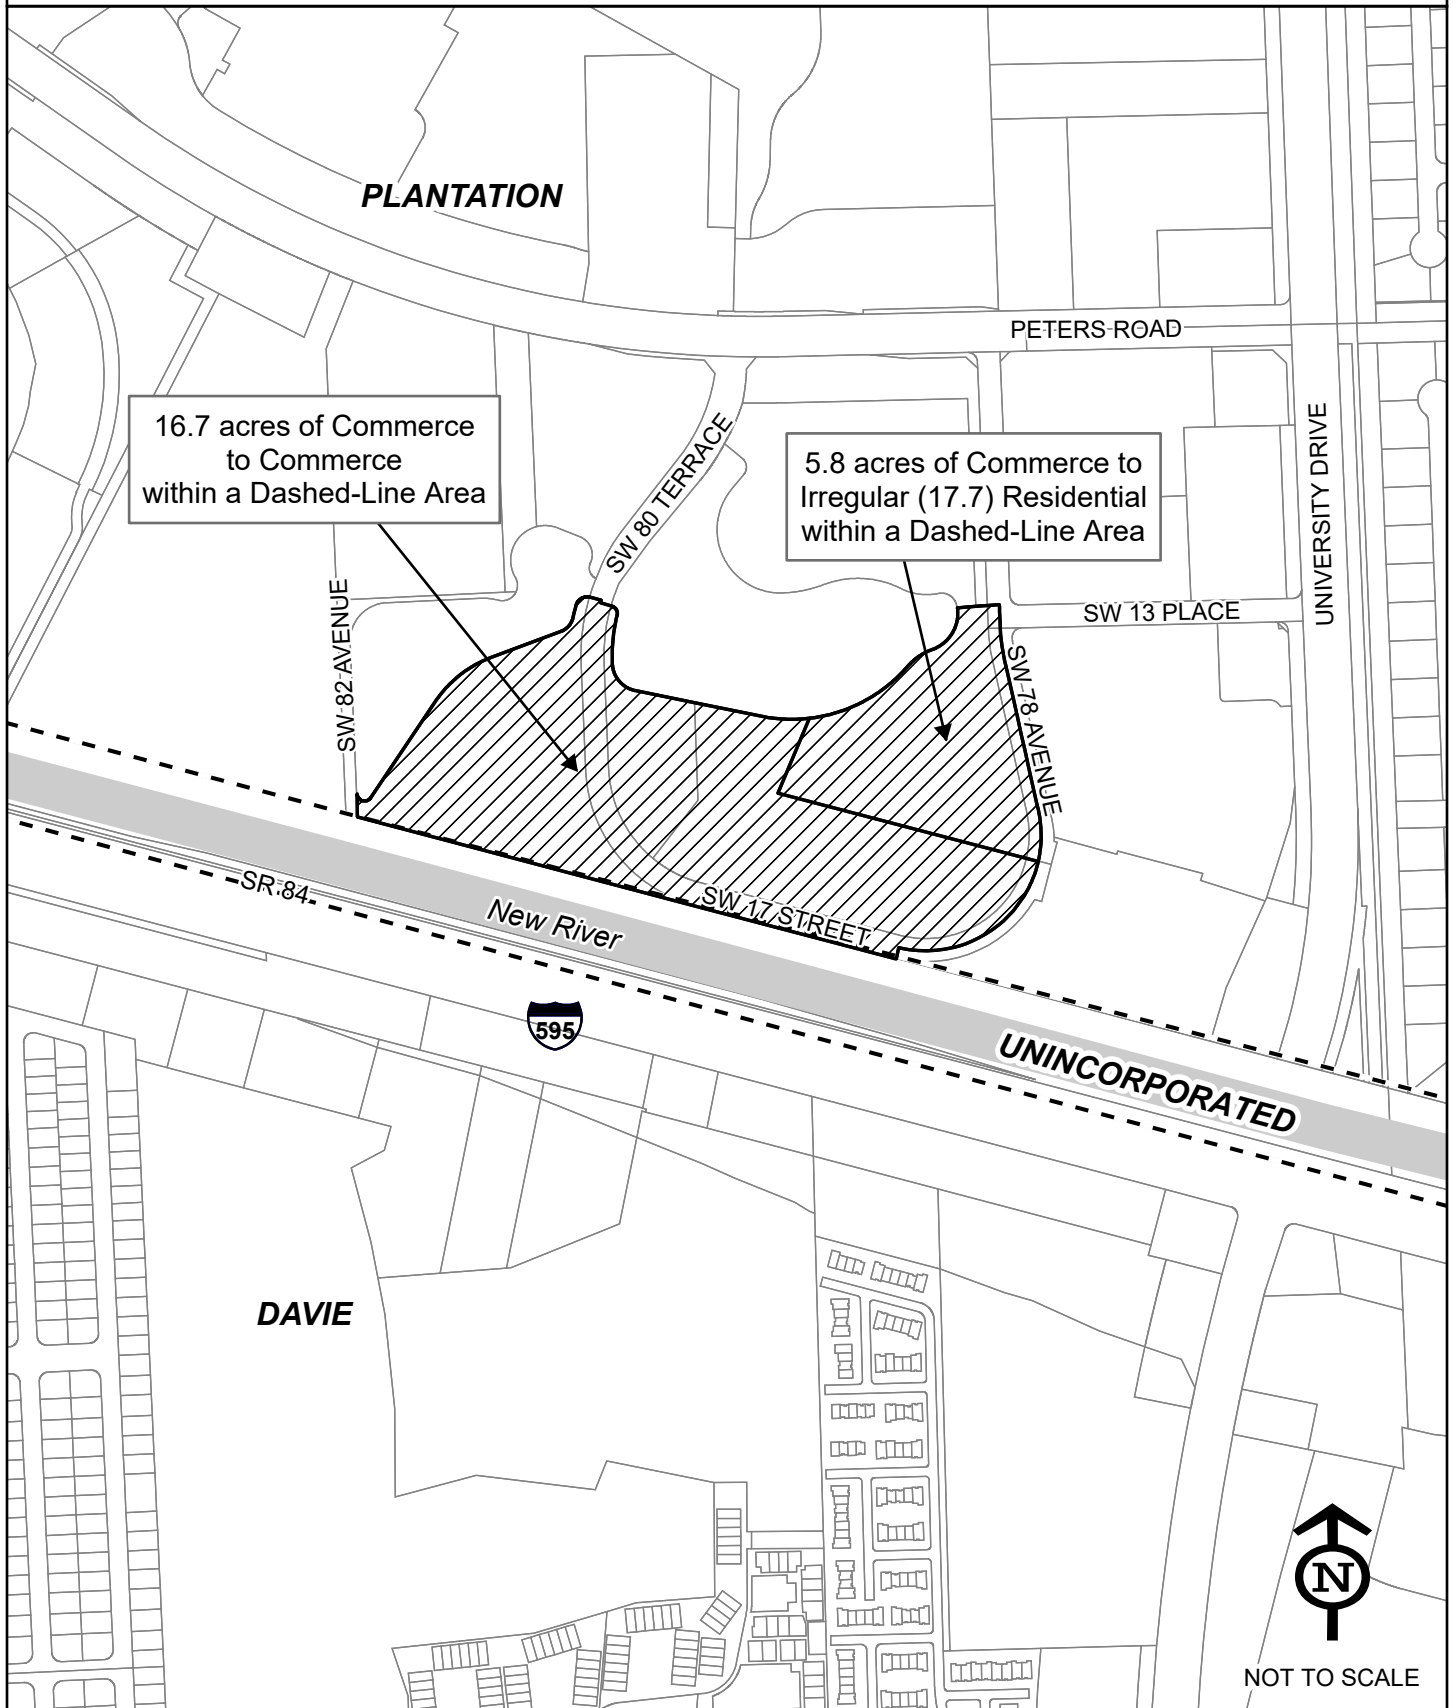 PLANTATION
PETERS ROAD
16.7 acres of Commerce
to Commerce
within a Dashed-Line Area
5.8 acres of Commerce to
Irregular (17.7) Residential
within a Dashed-Line Area
SW 80 TERRACE
UNIVERSITY DRIVE
SW 82 AVENUE
SW 13 PLACE
SW 78 AVENUE
SR 84
New River
SW 17 STREET
595
UNINCORPORATED
DAVIE
N
NOT TO SCALE